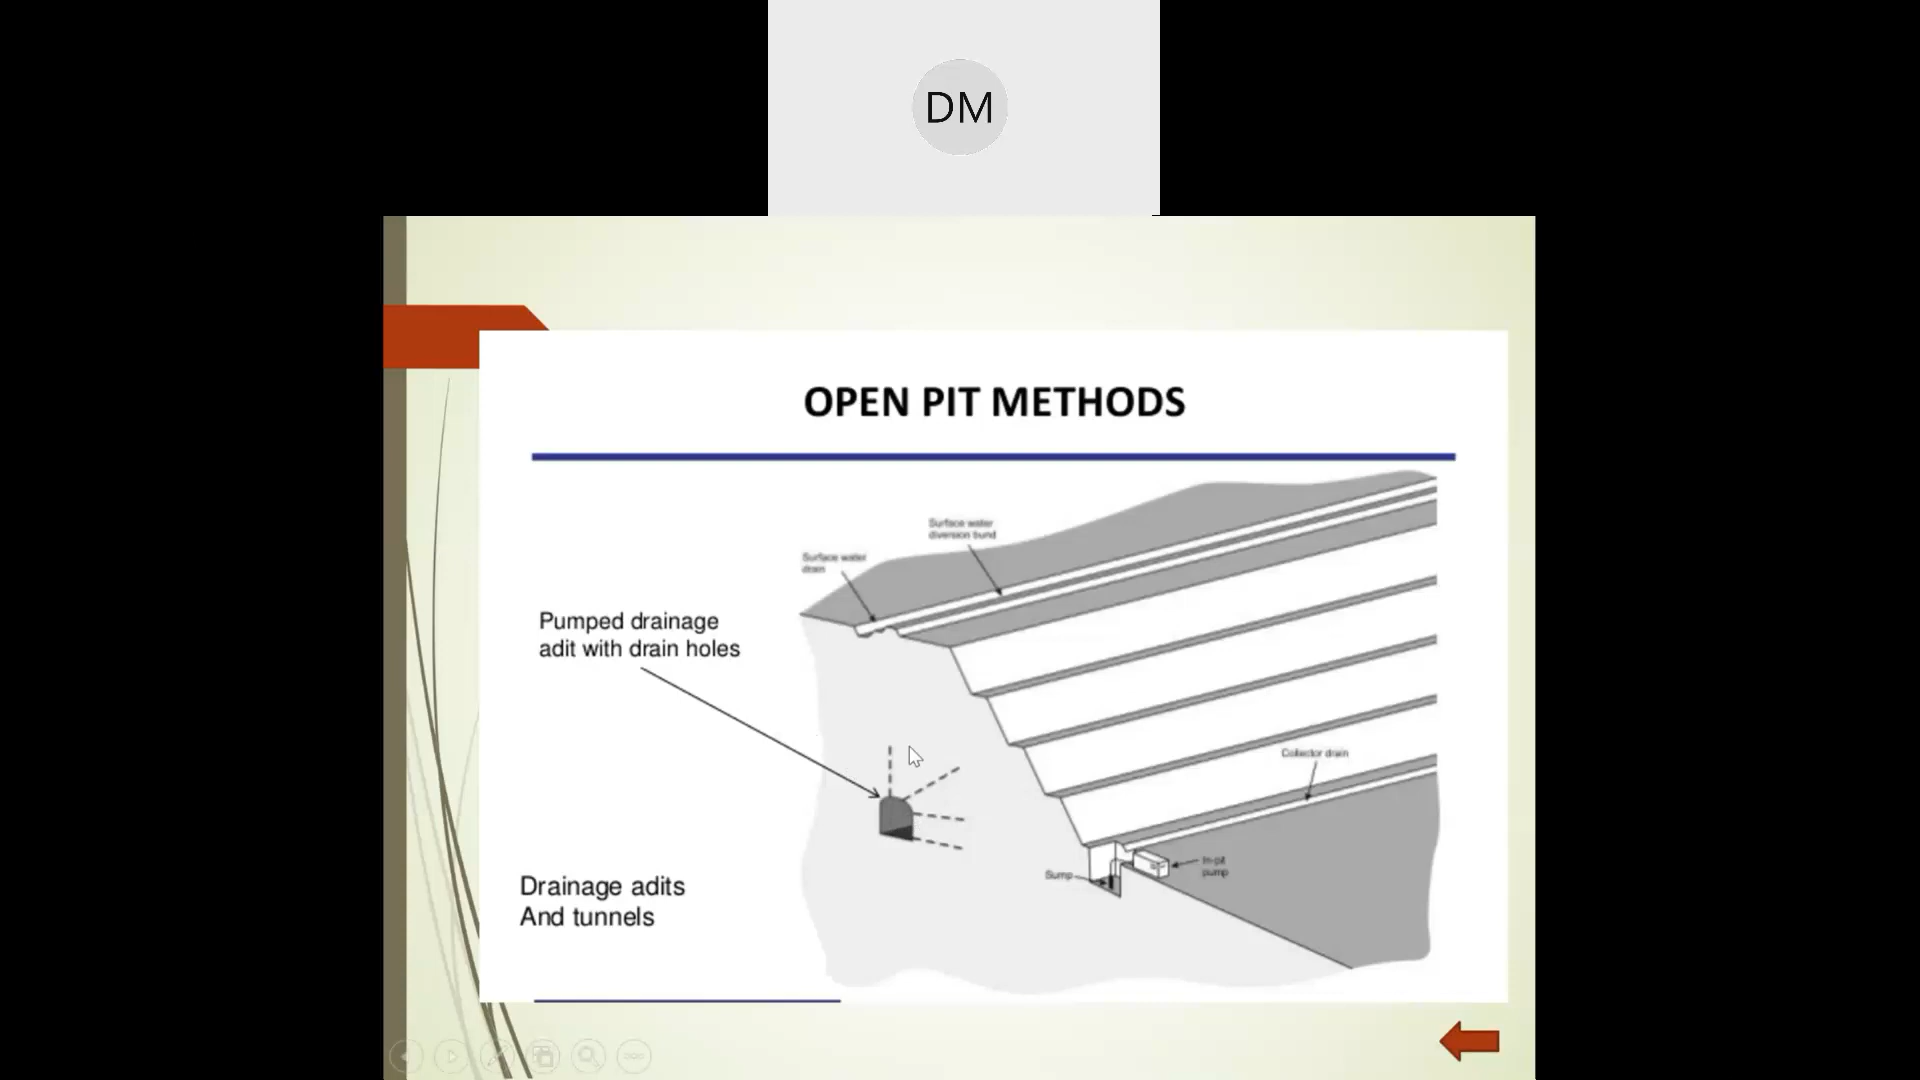 DM
OPEN PIT METHODS
Surface water
diversion bund
Surface water
drain
Pumped drainage
adit with drain holes
Collector drain
In-pit
pump
Sump
Drainage adits
And tunnels